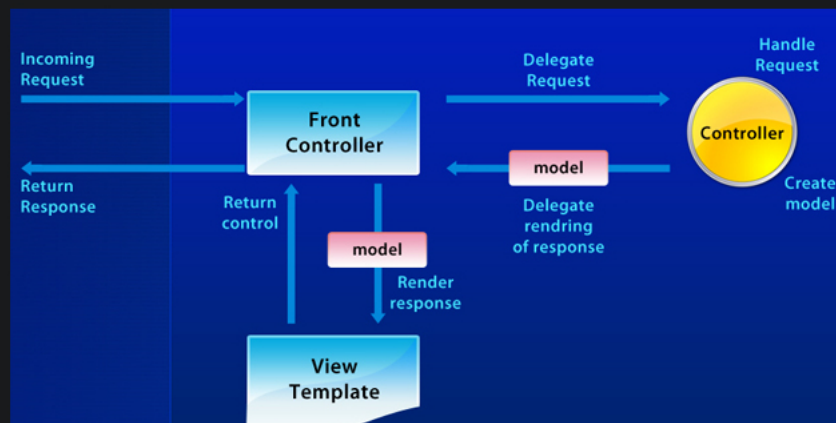 Incoming
Request
Front
Controller
Return
Response
Delegate
Request
Handle
Request
Controller
model
Delegate
rendring
of response
Create
model
Return
control
model
Render
response
View
Template